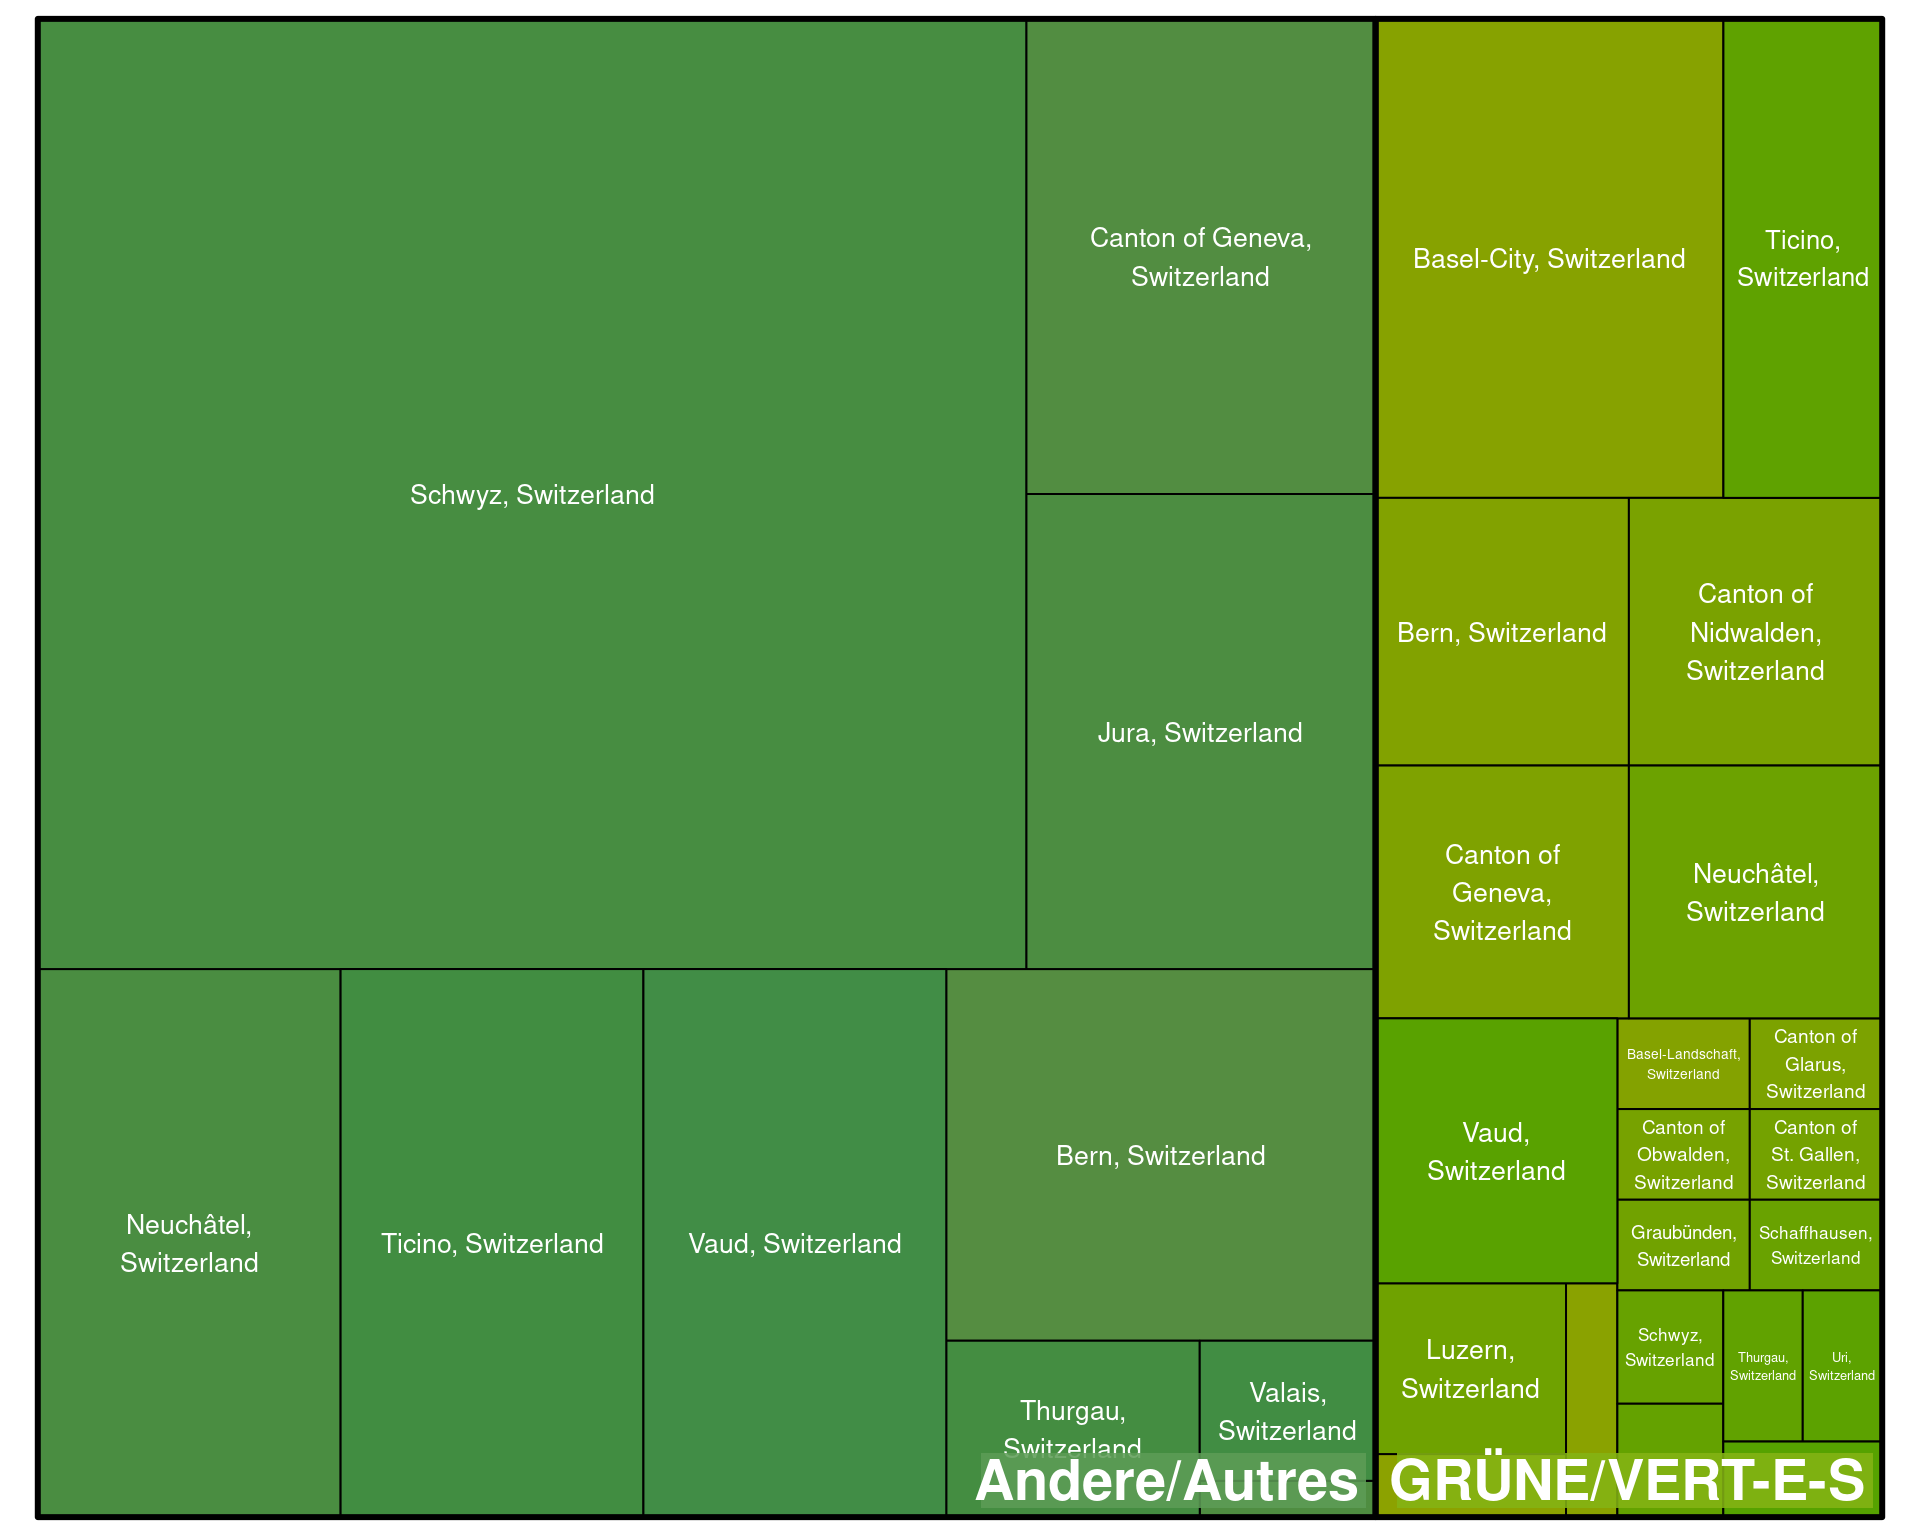 Schwyz, Switzerland
Canton of Geneva,
Switzerland
Jura, Switzerland
Neuchâtel,
Switzerland
Ticino, Switzerland
Vaud, Switzerland
Bern, Switzerland
Thurgau,
Switzerland
Valais,
Switzerland
Andere/Autres
Basel-City, Switzerland
Ticino,
Switzerland
Bern, Switzerland
Canton of
Nidwalden,
Switzerland
Canton of
Geneva,
Switzerland
Neuchâtel,
Switzerland
Vaud,
Switzerland
Basel-Landschaft,
Switzerland
Canton of
Glarus,
Switzerland
Canton of
Obwalden,
Switzerland
Canton of
St. Gallen,
Switzerland
Graubünden,
Switzerland
Schaffhausen,
Switzerland
Luzern,
Switzerland
Schwyz,
Switzerland
Thurgau,
Switzerland
Uri,
Switzerland
GRÜNE/VERT-E-S